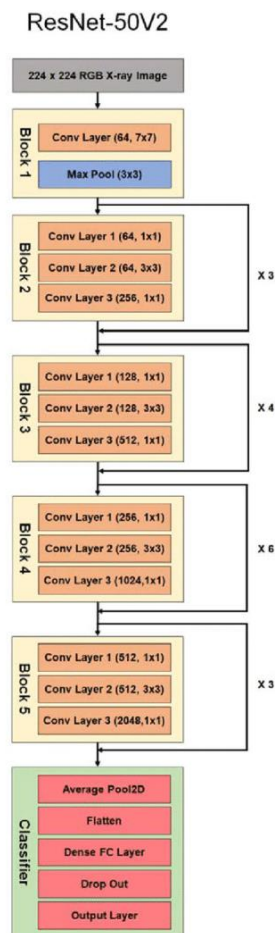 ResNet-50V2
224 x 224 RGB X-ray Image
Block 1
Conv Layer (64, 7x7)
Max Pool (3x3)
Block 2
Conv Layer 1 (64, 1x1)
Conv Layer 2 (64, 3x3)
Conv Layer 3 (256, 1x1)
X 3
Block 3
Conv Layer 1 (128, 1x1)
Conv Layer 2 (128, 3x3)
Conv Layer 3 (512, 1x1)
X 4
Block 4
Conv Layer 1 (256, 1x1)
Conv Layer 2 (256, 3x3)
Conv Layer 3 (1024,1x1)
X 6
Block 5
Conv Layer 1 (512, 1x1)
Conv Layer 2 (512, 3x3)
Conv Layer 3 (2048,1x1)
X 3
Classifier
Average Pool2D
Flatten
Dense FC Layer
Drop Out
Output Layer